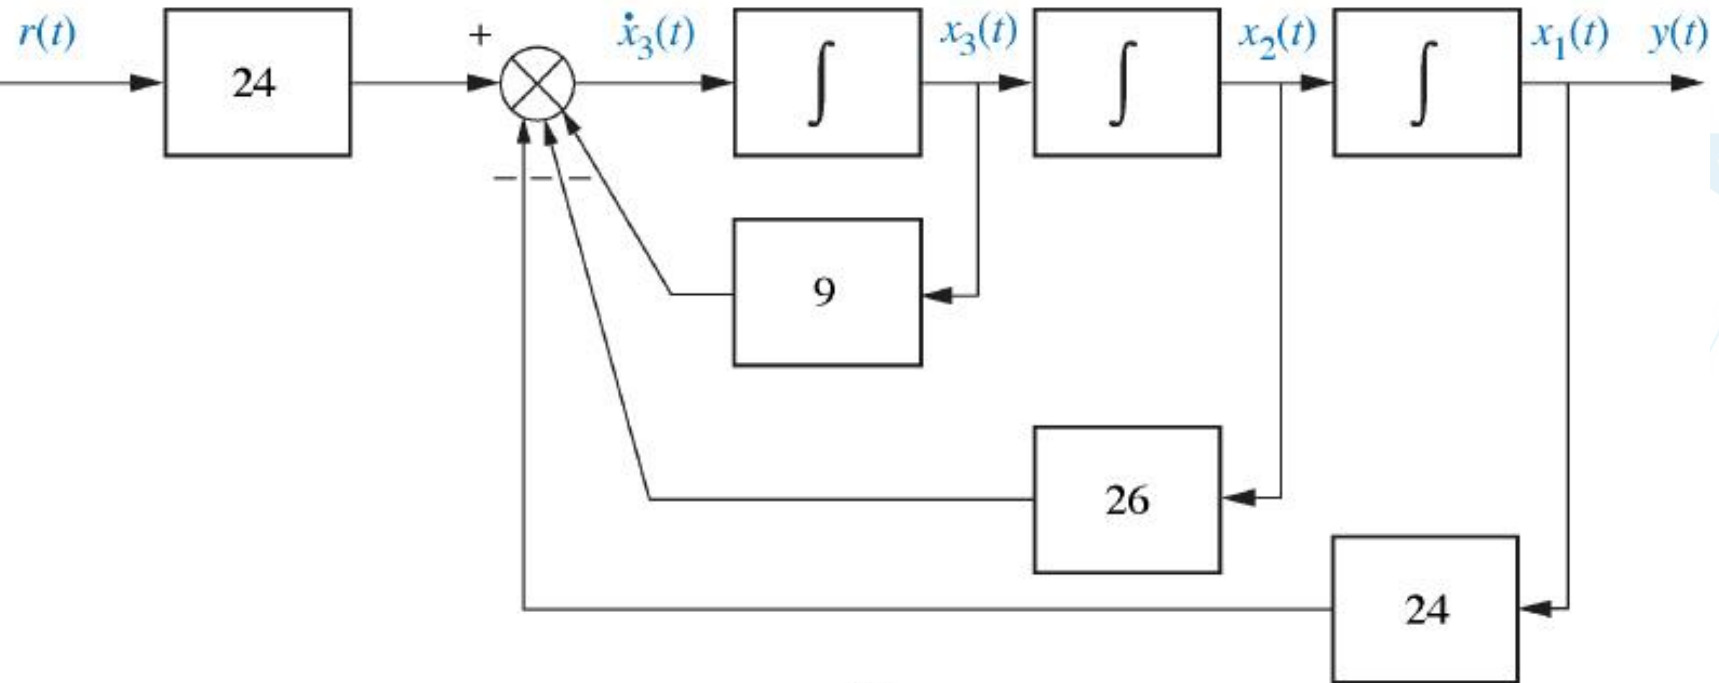 r(t)
24
+
ẋ₃(t)
∫
x₃(t)
∫
x₂(t)
∫
x₁(t)
y(t)
− − −
9
26
24